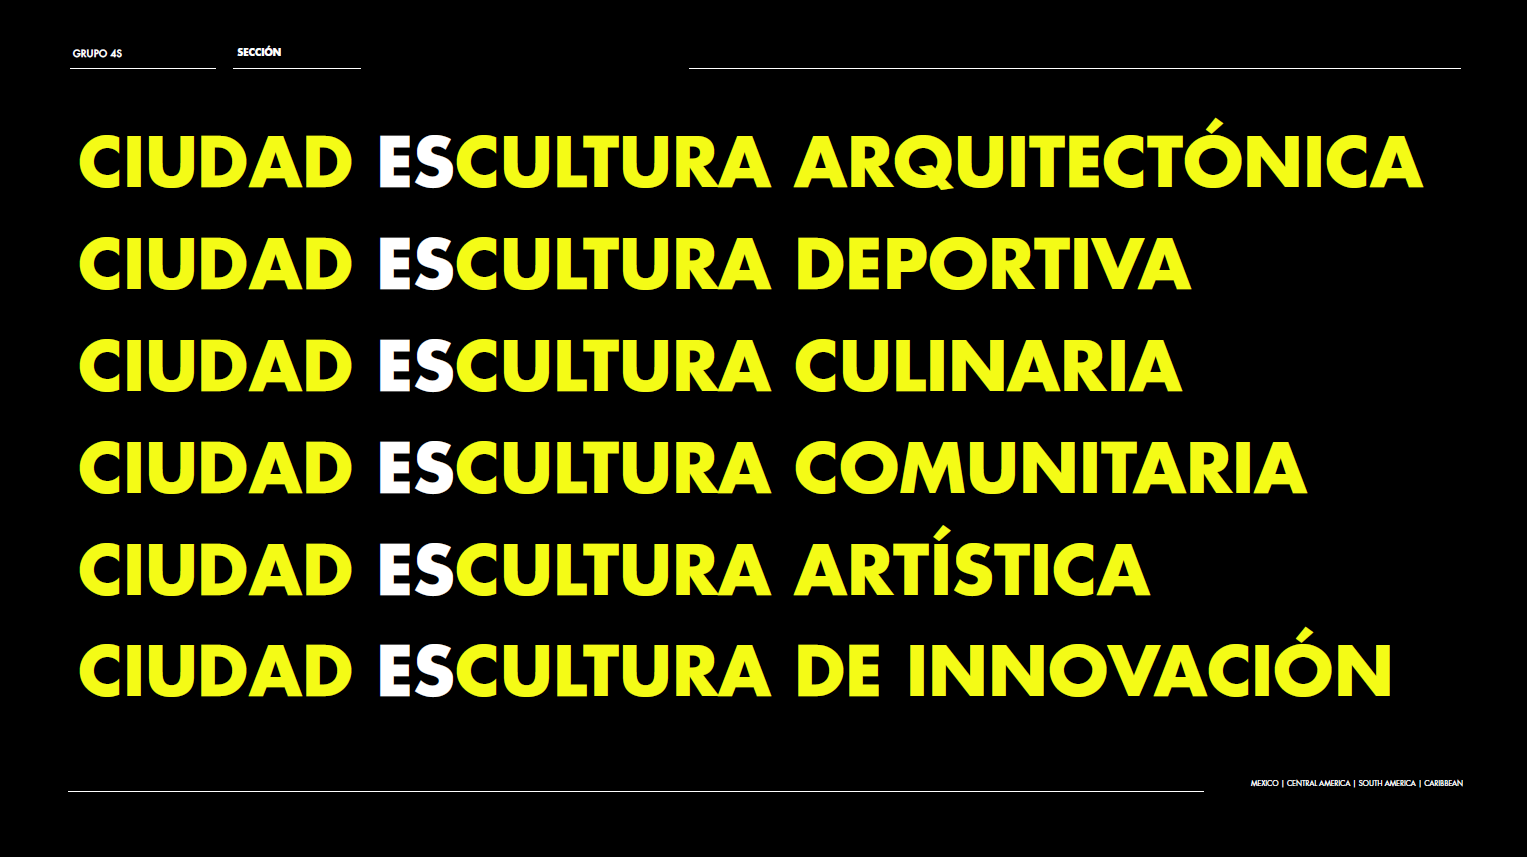 GRUPO 4S
SECCIÓN
CIUDAD ESCULTURA ARQUITECTÓNICA
CIUDAD ESCULTURA DEPORTIVA
CIUDAD ESCULTURA CULINARIA
CIUDAD ESCULTURA COMUNITARIA
CIUDAD ESCULTURA ARTÍSTICA
CIUDAD ESCULTURA DE INNOVACIÓN
MEXICO | CENTRAL AMERICA | SOUTH AMERICA | CARIBBEAN